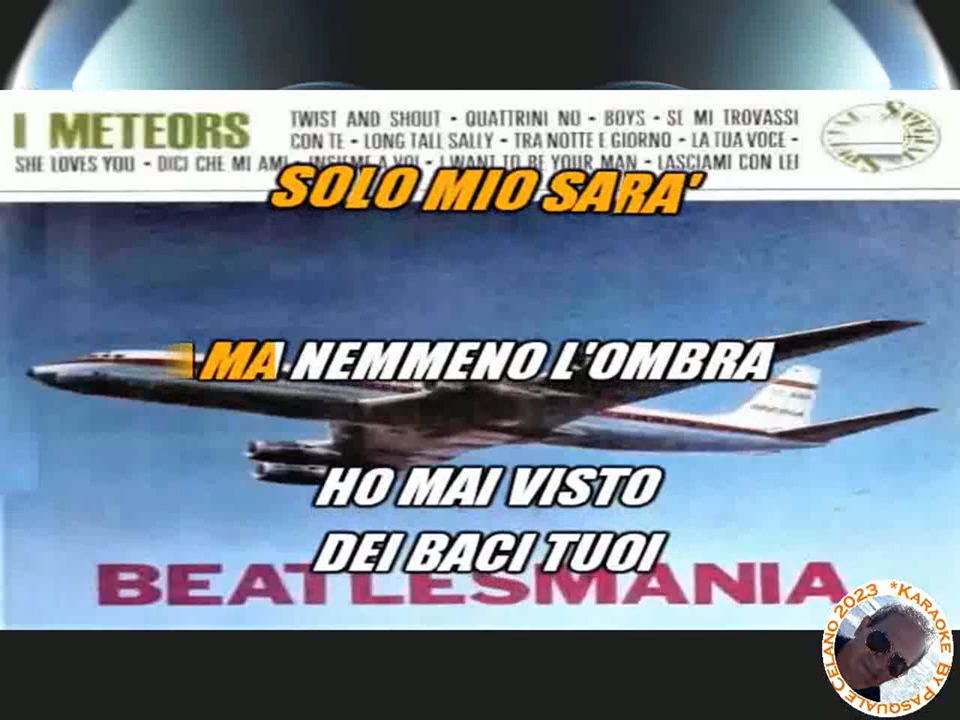 I METEORS
TWIST AND SHOUT - QUATTRINI NO - BOYS - SE MI TROVASSI
CON TE - LONG TALL SALLY - TRA NOTTE E GIORNO - LA TUA VOCE -
SHE LOVES YOU - DICI CHE MI AMI - INSIEME A VOI - I WANT TO BE YOUR MAN - LASCIAMI CON LEI
SOLO MIO SARA'
MA NEMMENO L'OMBRA
HO MAI VISTO
DEI BACI TUOI
BEATLESMANIA
*KARAOKE BY PASQUALE CELANO 2023